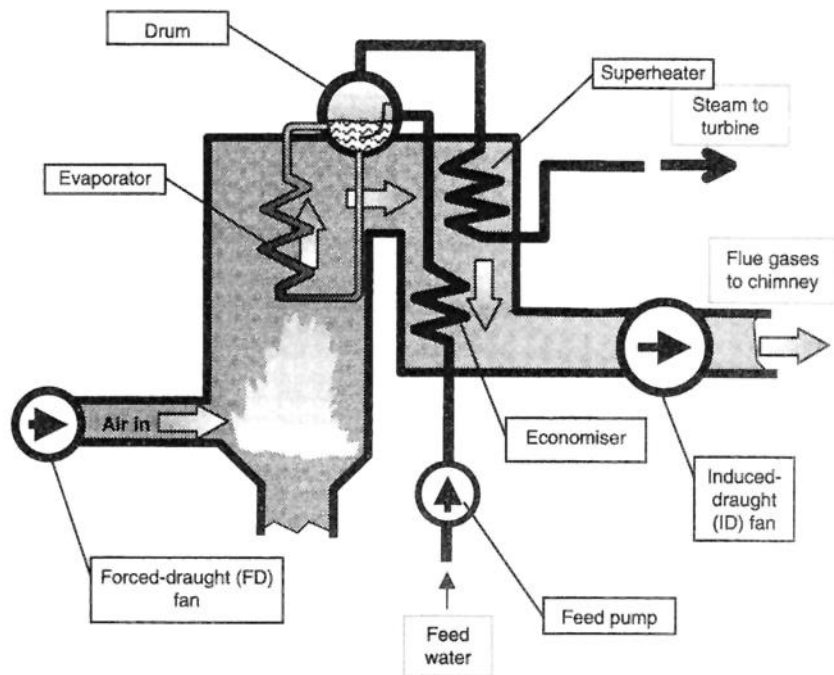 Drum
Superheater
Steam to
turbine
Evaporator
Flue gases
to chimney
Air in
Economiser
Induced-
draught
(ID) fan
Forced-draught (FD)
fan
Feed pump
Feed
water